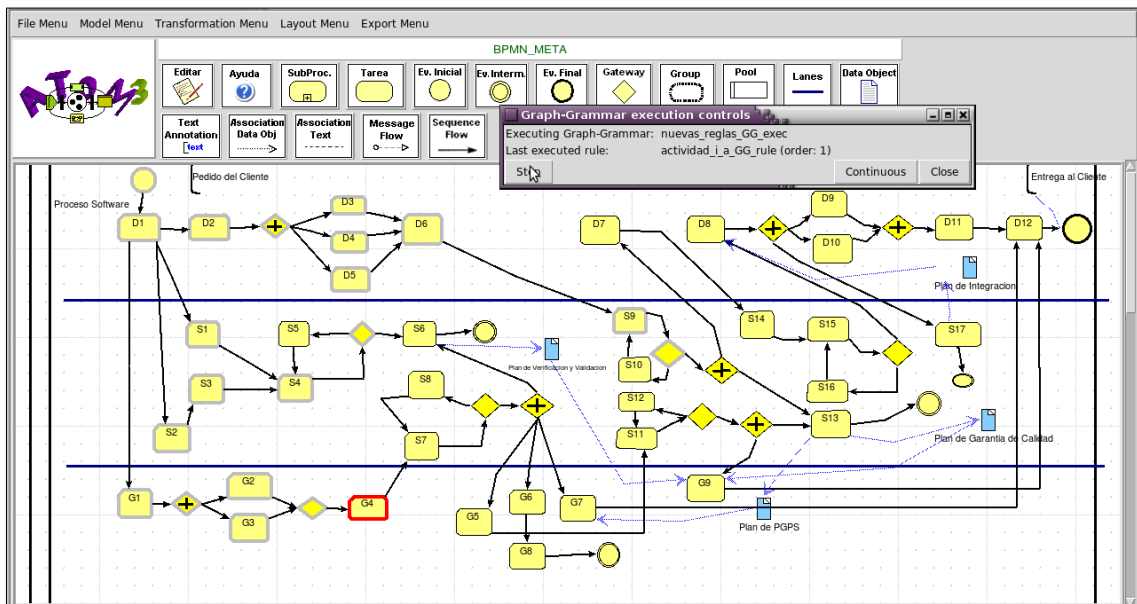 File Menu Model Menu Transformation Menu Layout Menu Export Menu
BPMN_META
ATOM3
Editar Ayuda SubProc. Tarea Ev. Inicial Ev. Interm. Ev. Final Gateway Group Pool Lanes Data Object
Text Annotation Association Data Obj Association Text Message Flow Sequence Flow
text
Graph-Grammar execution controls
Executing Graph-Grammar: nuevas_reglas_GG_exec
Last executed rule: actividad_i_a_GG_rule (order: 1)
Step Continuous Close
Pedido del Cliente
Entrega al Cliente
Proceso Software
D1 D2 D3 D4 D5 D6 D7 D8 D9 D10 D11 D12
Plan de Integracion
S1 S2 S3 S4 S5 S6 S7 S8 S9 S10 S11 S12 S13 S14 S15 S16 S17
Plan de Verificacion y Validacion
Plan de Garantia de Calidad
G1 G2 G3 G4 G5 G6 G7 G8 G9
Plan de PGPS